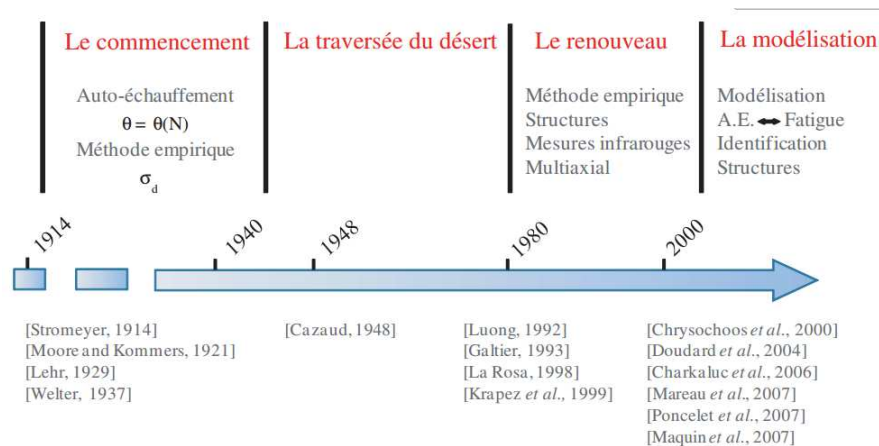 Le commencement
Auto-échauffement
θ = θ(N)
Méthode empirique
σd
La traversée du désert
Le renouveau
Méthode empirique
Structures
Mesures infrarouges
Multiaxial
La modélisation
Modélisation
A.E. ⬌ Fatigue
Identification
Structures
1914
1940
1948
1980
2000
[Stromeyer, 1914]
[Moore and Kommers, 1921]
[Lehr, 1929]
[Welter, 1937]
[Cazaud, 1948]
[Luong, 1992]
[Galtier, 1993]
[La Rosa, 1998]
[Krapez et al., 1999]
[Chrysochoos et al., 2000]
[Doudard et al., 2004]
[Charkaluc et al., 2006]
[Mareau et al., 2007]
[Poncelet et al., 2007]
[Maquin et al., 2007]